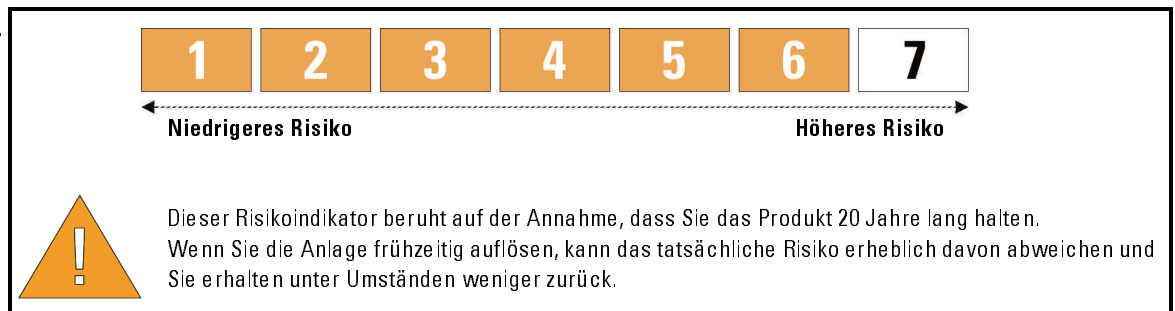 1 2 3 4 5 6 7
Niedrigeres Risiko Höheres Risiko
!
Dieser Risikoindikator beruht auf der Annahme, dass Sie das Produkt 20 Jahre lang halten.
Wenn Sie die Anlage frühzeitig auflösen, kann das tatsächliche Risiko erheblich davon abweichen und
Sie erhalten unter Umständen weniger zurück.